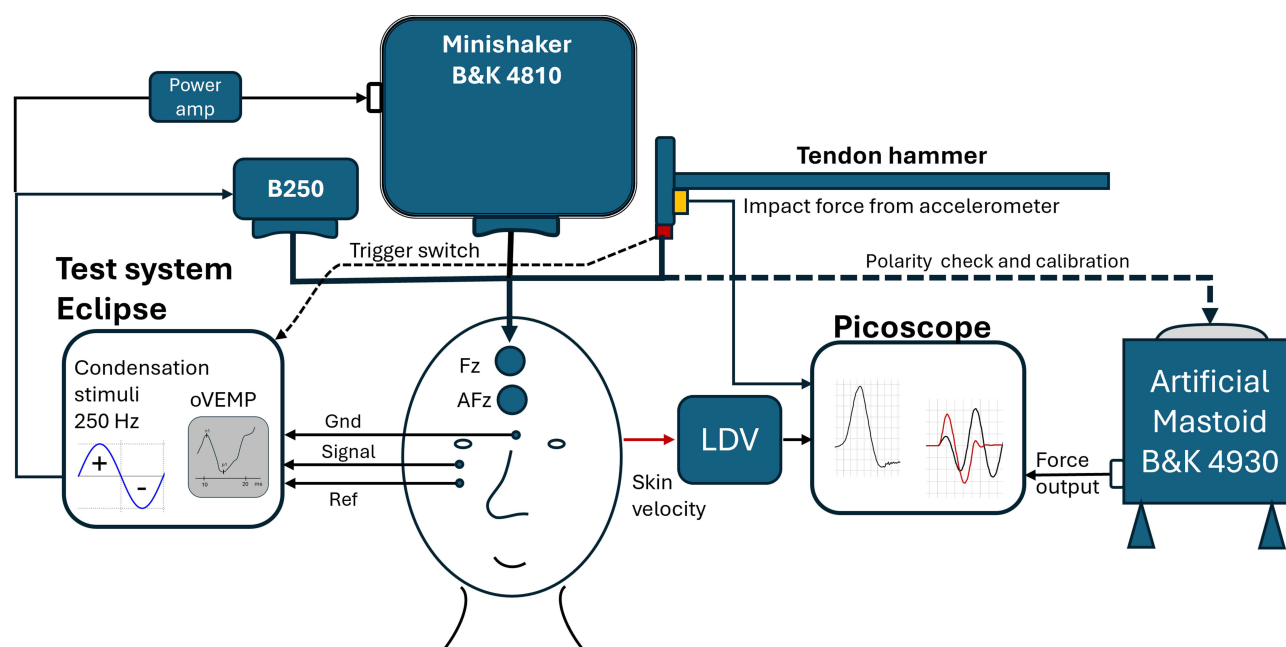 Minishaker
B&K 4810
Power
amp
B250
Tendon hammer
Impact force from accelerometer
Trigger switch
Polarity check and calibration
Test system
Eclipse
Condensation
stimuli
250 Hz
oVEMP
n1
p1
10
20
ms
+
-
Gnd
Signal
Ref
Fz
AFz
LDV
Skin
velocity
Picoscope
Force
output
Artificial
Mastoid
B&K 4930